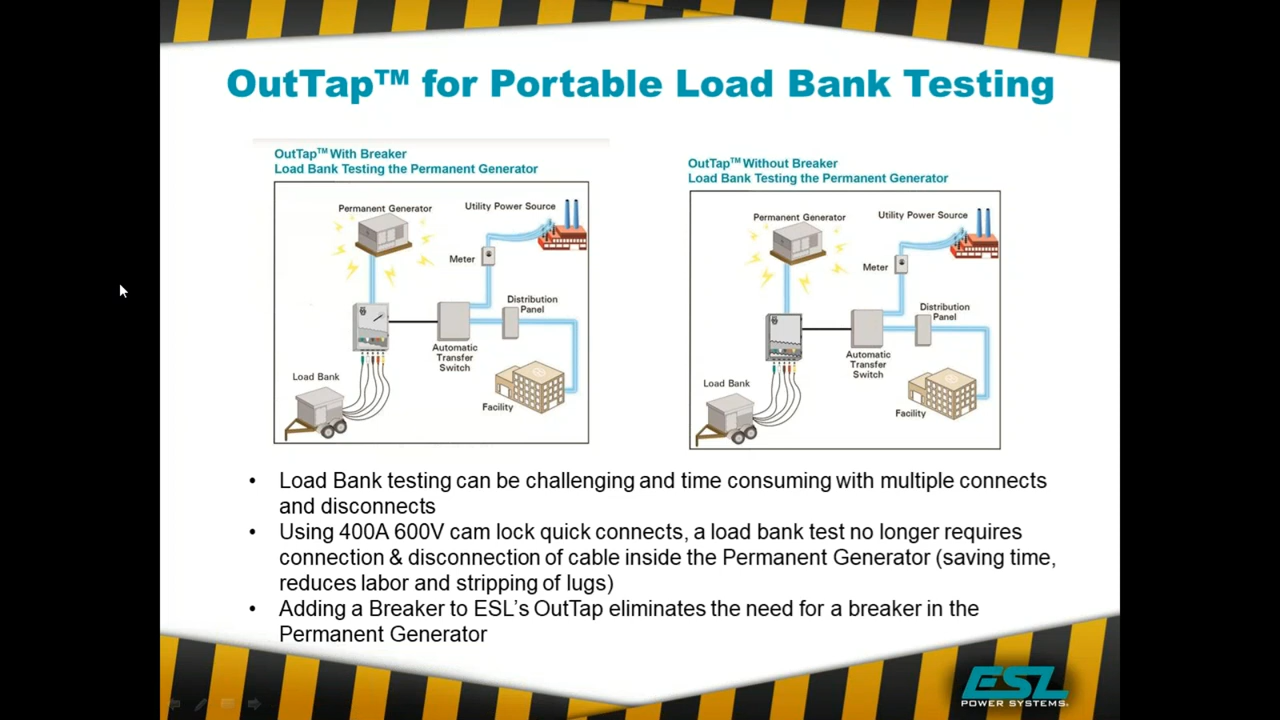 OutTap™ for Portable Load Bank Testing
OutTap™ With Breaker
Load Bank Testing the Permanent Generator
Permanent Generator
Utility Power Source
Meter
Distribution
Panel
Automatic
Transfer
Switch
Load Bank
Facility
OutTap™ Without Breaker
Load Bank Testing the Permanent Generator
Permanent Generator
Utility Power Source
Meter
Distribution
Panel
Automatic
Transfer
Switch
Load Bank
Facility
• Load Bank testing can be challenging and time consuming with multiple connects
and disconnects
• Using 400A 600V cam lock quick connects, a load bank test no longer requires
connection & disconnection of cable inside the Permanent Generator (saving time,
reduces labor and stripping of lugs)
• Adding a Breaker to ESL's OutTap eliminates the need for a breaker in the
Permanent Generator
ESL
POWER SYSTEMS.